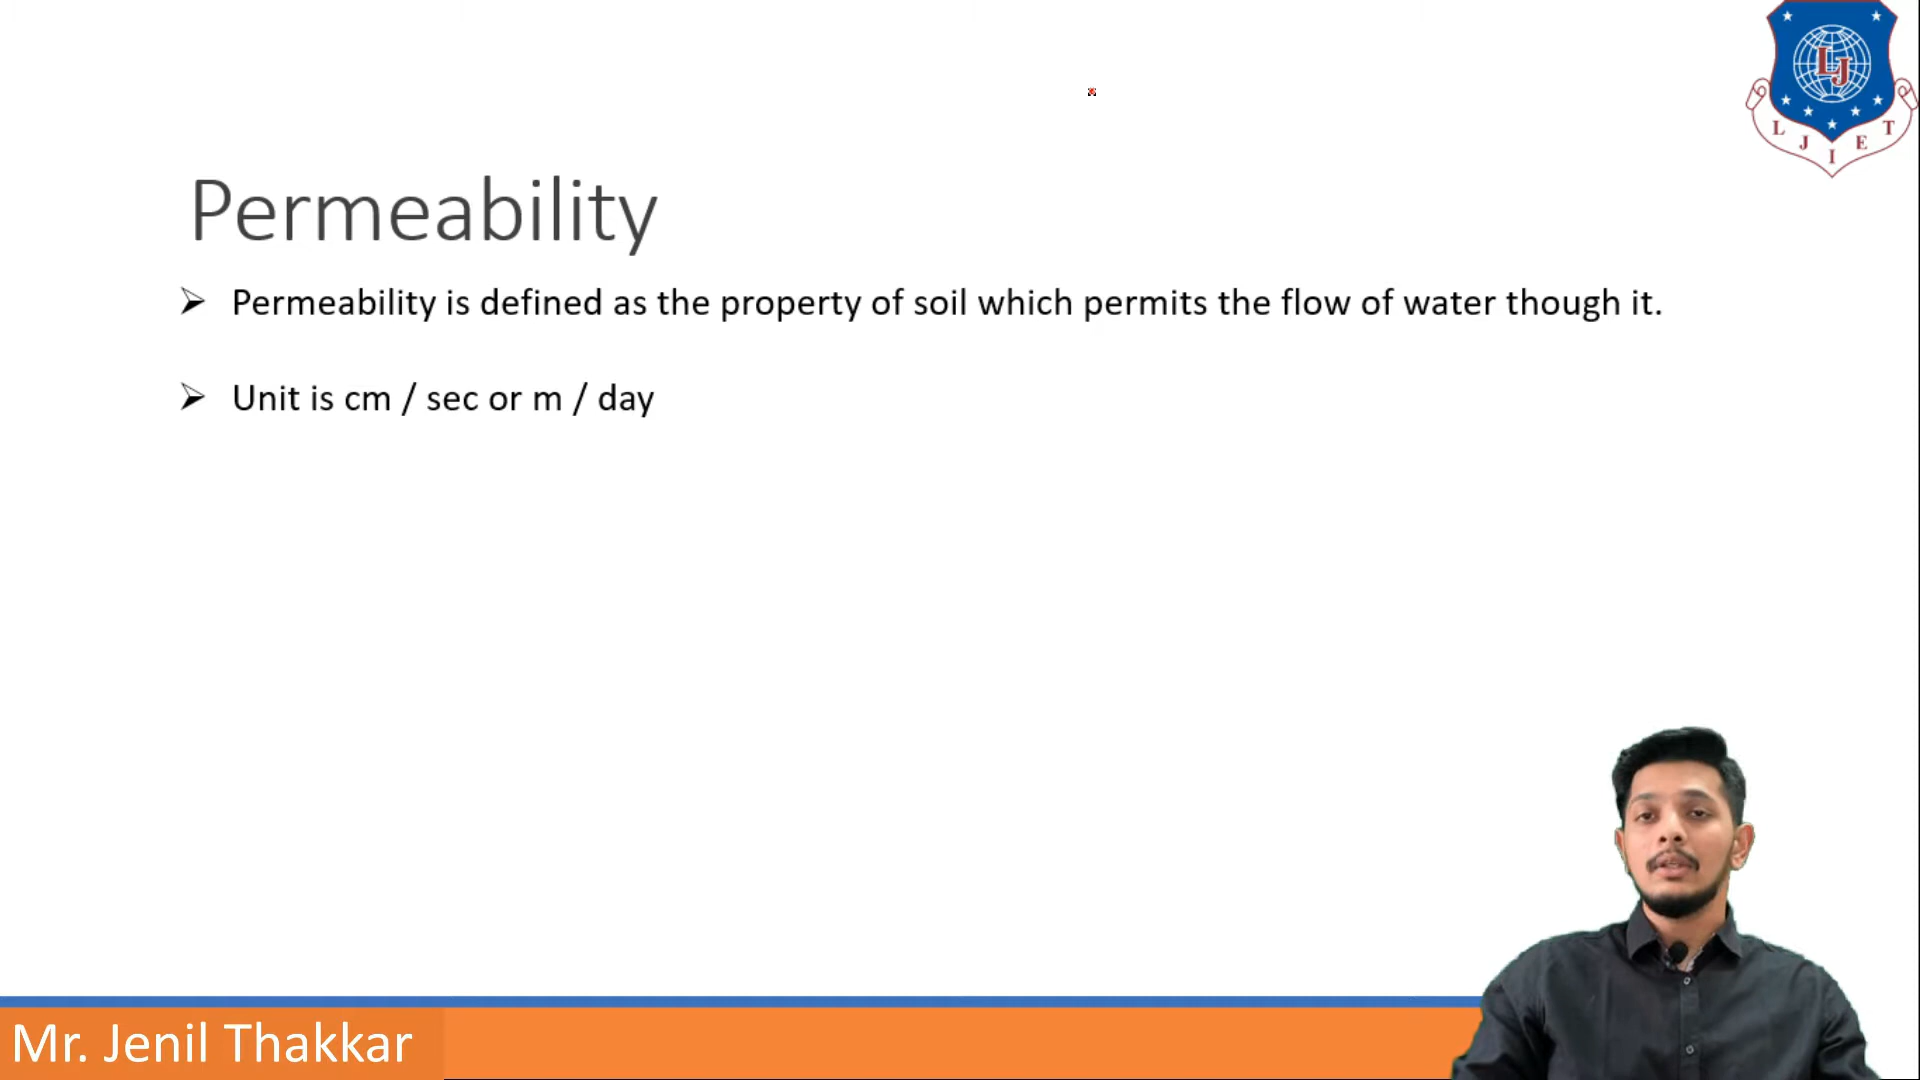 LJ
L J I E T
Permeability
➢ Permeability is defined as the property of soil which permits the flow of water though it.
➢ Unit is cm / sec or m / day
Mr. Jenil Thakkar